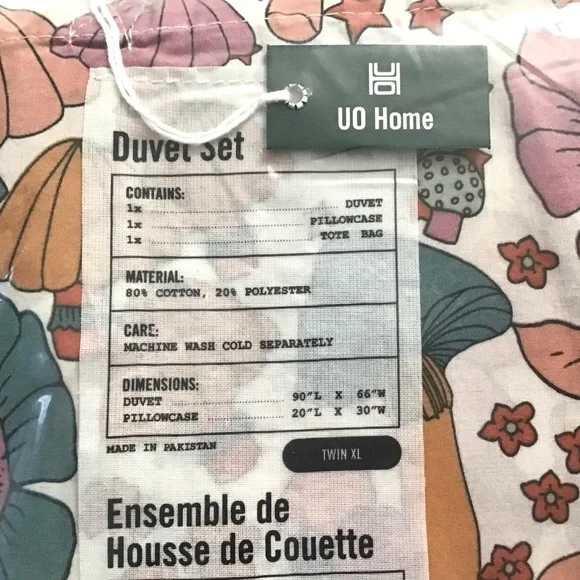 UO
UO Home
Duvet Set
CONTAINS:
1x ........ DUVET
1x ........ PILLOWCASE
1x ........ TOTE BAG
MATERIAL:
80% COTTON, 20% POLYESTER
CARE:
MACHINE WASH COLD SEPARATELY
DIMENSIONS:
DUVET ........ 90"L X 66"W
PILLOWCASE ........ 20"L X 30"W
MADE IN PAKISTAN
TWIN XL
Ensemble de
Housse de Couette